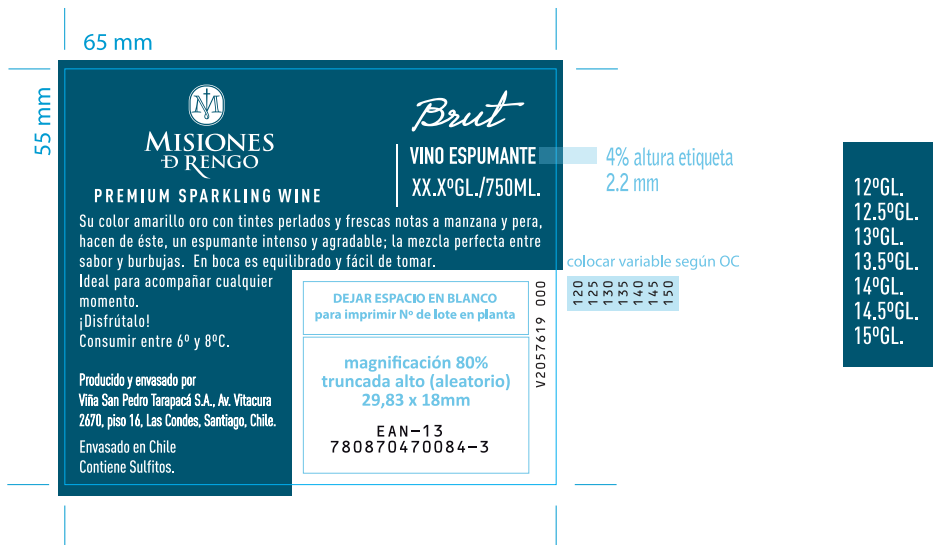 65 mm
55 mm
M
MISIONES
Đ RENGO
PREMIUM SPARKLING WINE
Brut
VINO ESPUMANTE
XX.XºGL./750ML.
4% altura etiqueta
2.2 mm
Su color amarillo oro con tintes perlados y frescas notas a manzana y pera,
hacen de éste, un espumante intenso y agradable; la mezcla perfecta entre
sabor y burbujas. En boca es equilibrado y fácil de tomar.
Ideal para acompañar cualquier
momento.
¡Disfrútalo!
Consumir entre 6º y 8ºC.
Producido y envasado por
Viña San Pedro Tarapacá S.A., Av. Vitacura
2670, piso 16, Las Condes, Santiago, Chile.
Envasado en Chile
Contiene Sulfitos.
DEJAR ESPACIO EN BLANCO
para imprimir Nº de lote en planta
magnificación 80%
truncada alto (aleatorio)
29,83 x 18mm
EAN-13
780870470084-3
V2057619 000
colocar variable según OC
120
125
130
135
140
145
150
12ºGL.
12.5ºGL.
13ºGL.
13.5ºGL.
14ºGL.
14.5ºGL.
15ºGL.